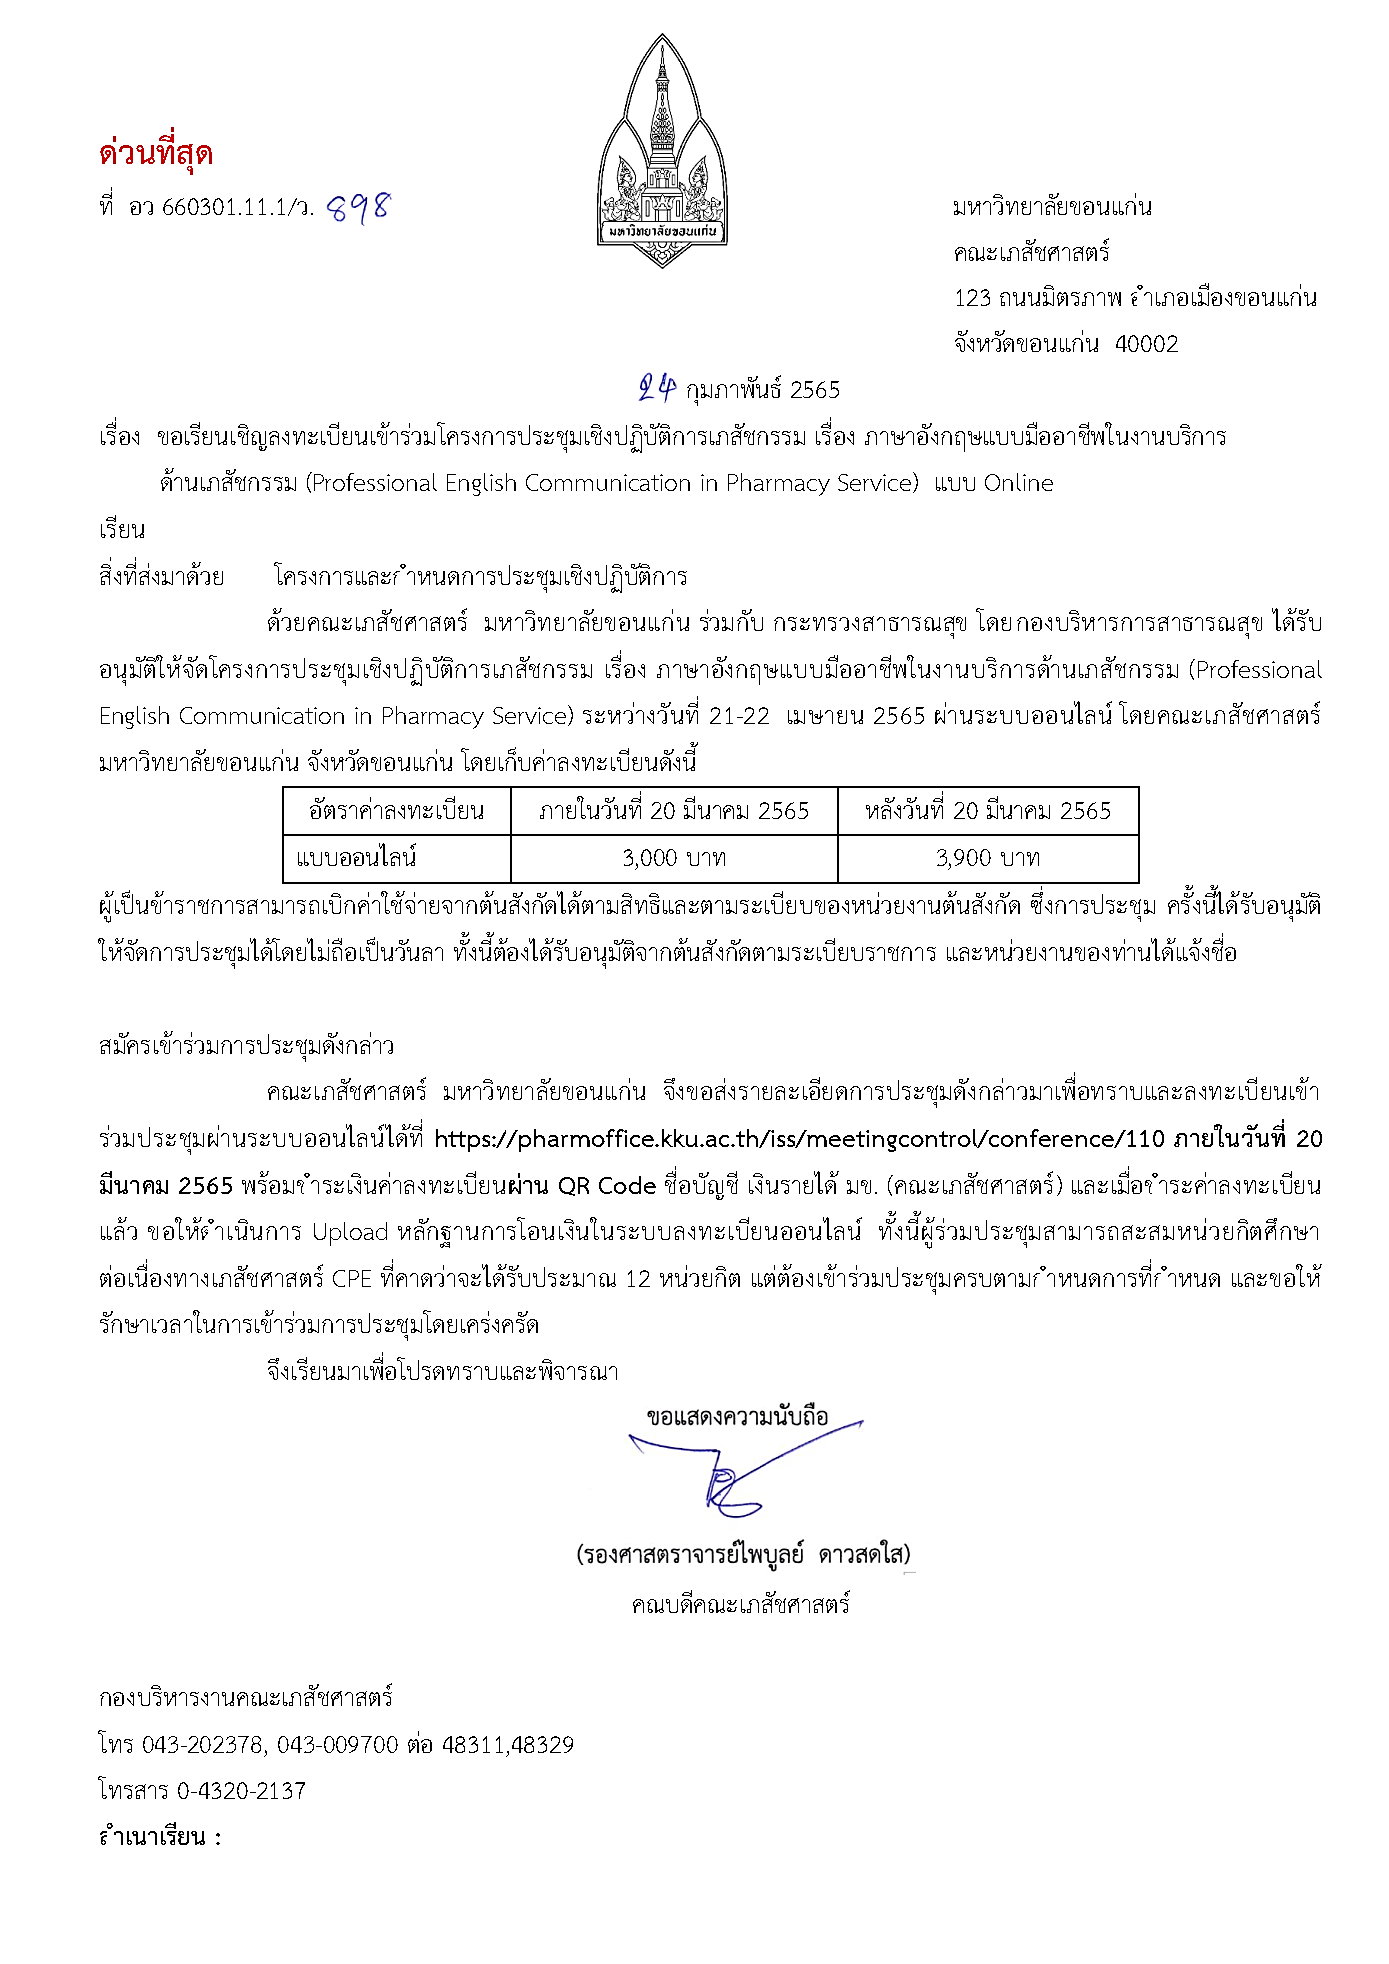 มหาวิทยาลัยขอนแก่น
ด่วนที่สุด
ที่ อว 660301.11.1/ว. 898
มหาวิทยาลัยขอนแก่น
คณะเภสัชศาสตร์
123 ถนนมิตรภาพ อำเภอเมืองขอนแก่น
จังหวัดขอนแก่น 40002
24 กุมภาพันธ์ 2565
เรื่อง ขอเรียนเชิญลงทะเบียนเข้าร่วมโครงการประชุมเชิงปฏิบัติการเภสัชกรรม เรื่อง ภาษาอังกฤษแบบมืออาชีพในงานบริการ
ด้านเภสัชกรรม (Professional English Communication in Pharmacy Service) แบบ Online
เรียน
สิ่งที่ส่งมาด้วย โครงการและกำหนดการประชุมเชิงปฏิบัติการ
ด้วยคณะเภสัชศาสตร์ มหาวิทยาลัยขอนแก่น ร่วมกับ กระทรวงสาธารณสุข โดยกองบริหารการสาธารณสุข ได้รับ
อนุมัติให้จัดโครงการประชุมเชิงปฏิบัติการเภสัชกรรม เรื่อง ภาษาอังกฤษแบบมืออาชีพในงานบริการด้านเภสัชกรรม (Professional
English Communication in Pharmacy Service) ระหว่างวันที่ 21-22 เมษายน 2565 ผ่านระบบออนไลน์ โดยคณะเภสัชศาสตร์
มหาวิทยาลัยขอนแก่น จังหวัดขอนแก่น โดยเก็บค่าลงทะเบียนดังนี้
อัตราค่าลงทะเบียน ภายในวันที่ 20 มีนาคม 2565 หลังวันที่ 20 มีนาคม 2565
แบบออนไลน์ 3,000 บาท 3,900 บาท
ผู้เป็นข้าราชการสามารถเบิกค่าใช้จ่ายจากต้นสังกัดได้ตามสิทธิและตามระเบียบของหน่วยงานต้นสังกัด ซึ่งการประชุม ครั้งนี้ได้รับอนุมัติ
ให้จัดการประชุมได้โดยไม่ถือเป็นวันลา ทั้งนี้ต้องได้รับอนุมัติจากต้นสังกัดตามระเบียบราชการ และหน่วยงานของท่านได้แจ้งชื่อ
สมัครเข้าร่วมการประชุมดังกล่าว
คณะเภสัชศาสตร์ มหาวิทยาลัยขอนแก่น จึงขอส่งรายละเอียดการประชุมดังกล่าวมาเพื่อทราบและลงทะเบียนเข้า
ร่วมประชุมผ่านระบบออนไลน์ได้ที่ https://pharmoffice.kku.ac.th/iss/meetingcontrol/conference/110 ภายในวันที่ 20
มีนาคม 2565 พร้อมชำระเงินค่าลงทะเบียนผ่าน QR Code ชื่อบัญชี เงินรายได้ มข. (คณะเภสัชศาสตร์) และเมื่อชำระค่าลงทะเบียน
แล้ว ขอให้ดำเนินการ Upload หลักฐานการโอนเงินในระบบลงทะเบียนออนไลน์ ทั้งนี้ผู้ร่วมประชุมสามารถสะสมหน่วยกิตศึกษา
ต่อเนื่องทางเภสัชศาสตร์ CPE ที่คาดว่าจะได้รับประมาณ 12 หน่วยกิต แต่ต้องเข้าร่วมประชุมครบตามกำหนดการที่กำหนด และขอให้
รักษาเวลาในการเข้าร่วมการประชุมโดยเคร่งครัด
จึงเรียนมาเพื่อโปรดทราบและพิจารณา
ขอแสดงความนับถือ
(รองศาสตราจารย์ไพบูลย์ ดาวสดใส)
คณบดีคณะเภสัชศาสตร์
กองบริหารงานคณะเภสัชศาสตร์
โทร 043-202378, 043-009700 ต่อ 48311,48329
โทรสาร 0-4320-2137
สำเนาเรียน :